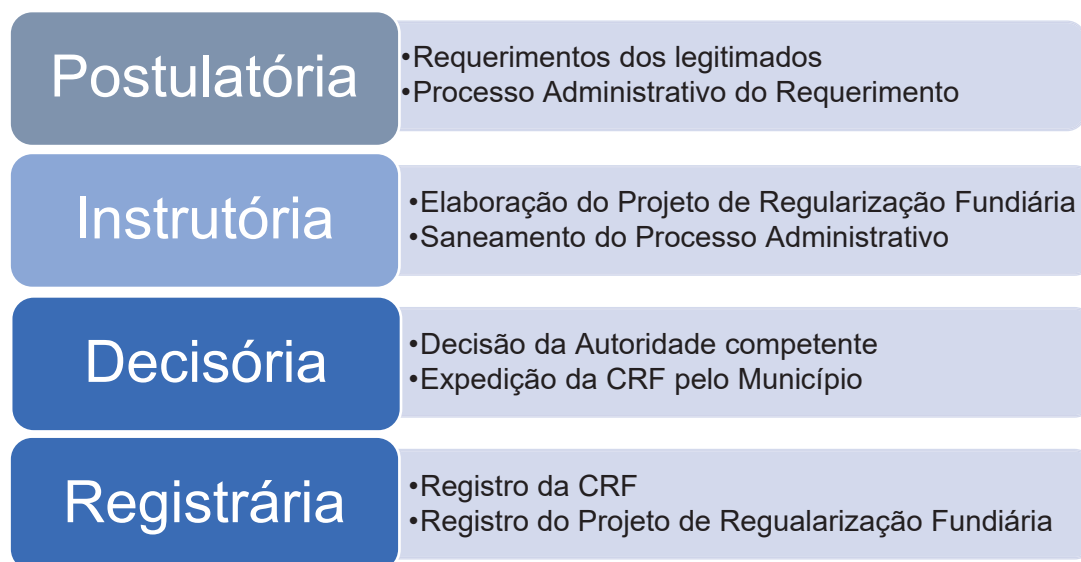 Postulatória
•Requerimentos dos legitimados
•Processo Administrativo do Requerimento
Instrutória
•Elaboração do Projeto de Regularização Fundiária
•Saneamento do Processo Administrativo
Decisória
•Decisão da Autoridade competente
•Expedição da CRF pelo Município
Registrária
•Registro da CRF
•Registro do Projeto de Regualarização Fundiária